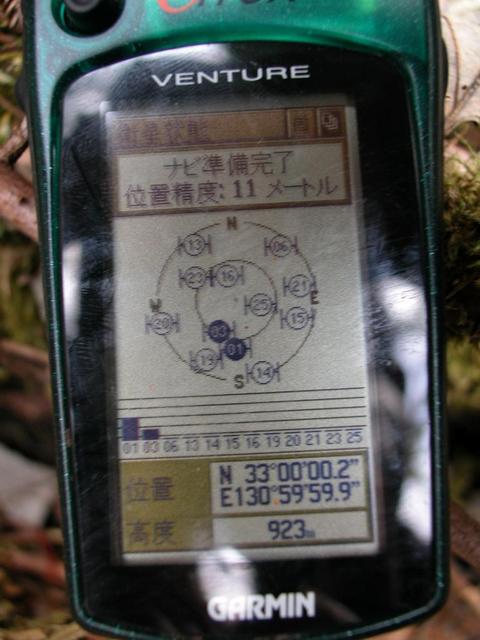 eTrex
VENTURE
衛星状態
ナビ準備完了
位置精度: 11 メートル
N
13 06
23 16 21
25 E
W 20 15
03
01
19 14
S
01 03 06 13 14 15 16 19 20 21 23 25
位置 N 33°00'00.2"
E130°59'59.9"
高度 923m
GARMIN